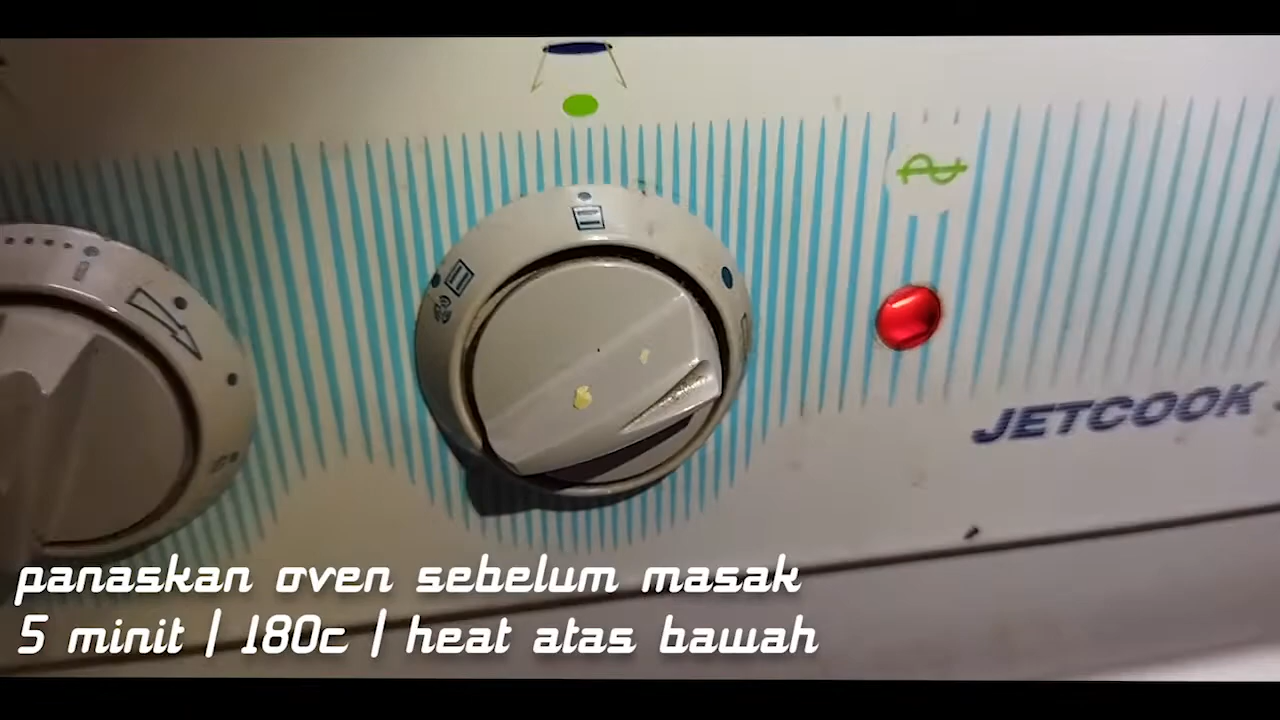 JETCOOK
panaskan oven sebelum masak
5 minit | 180c | heat atas bawah